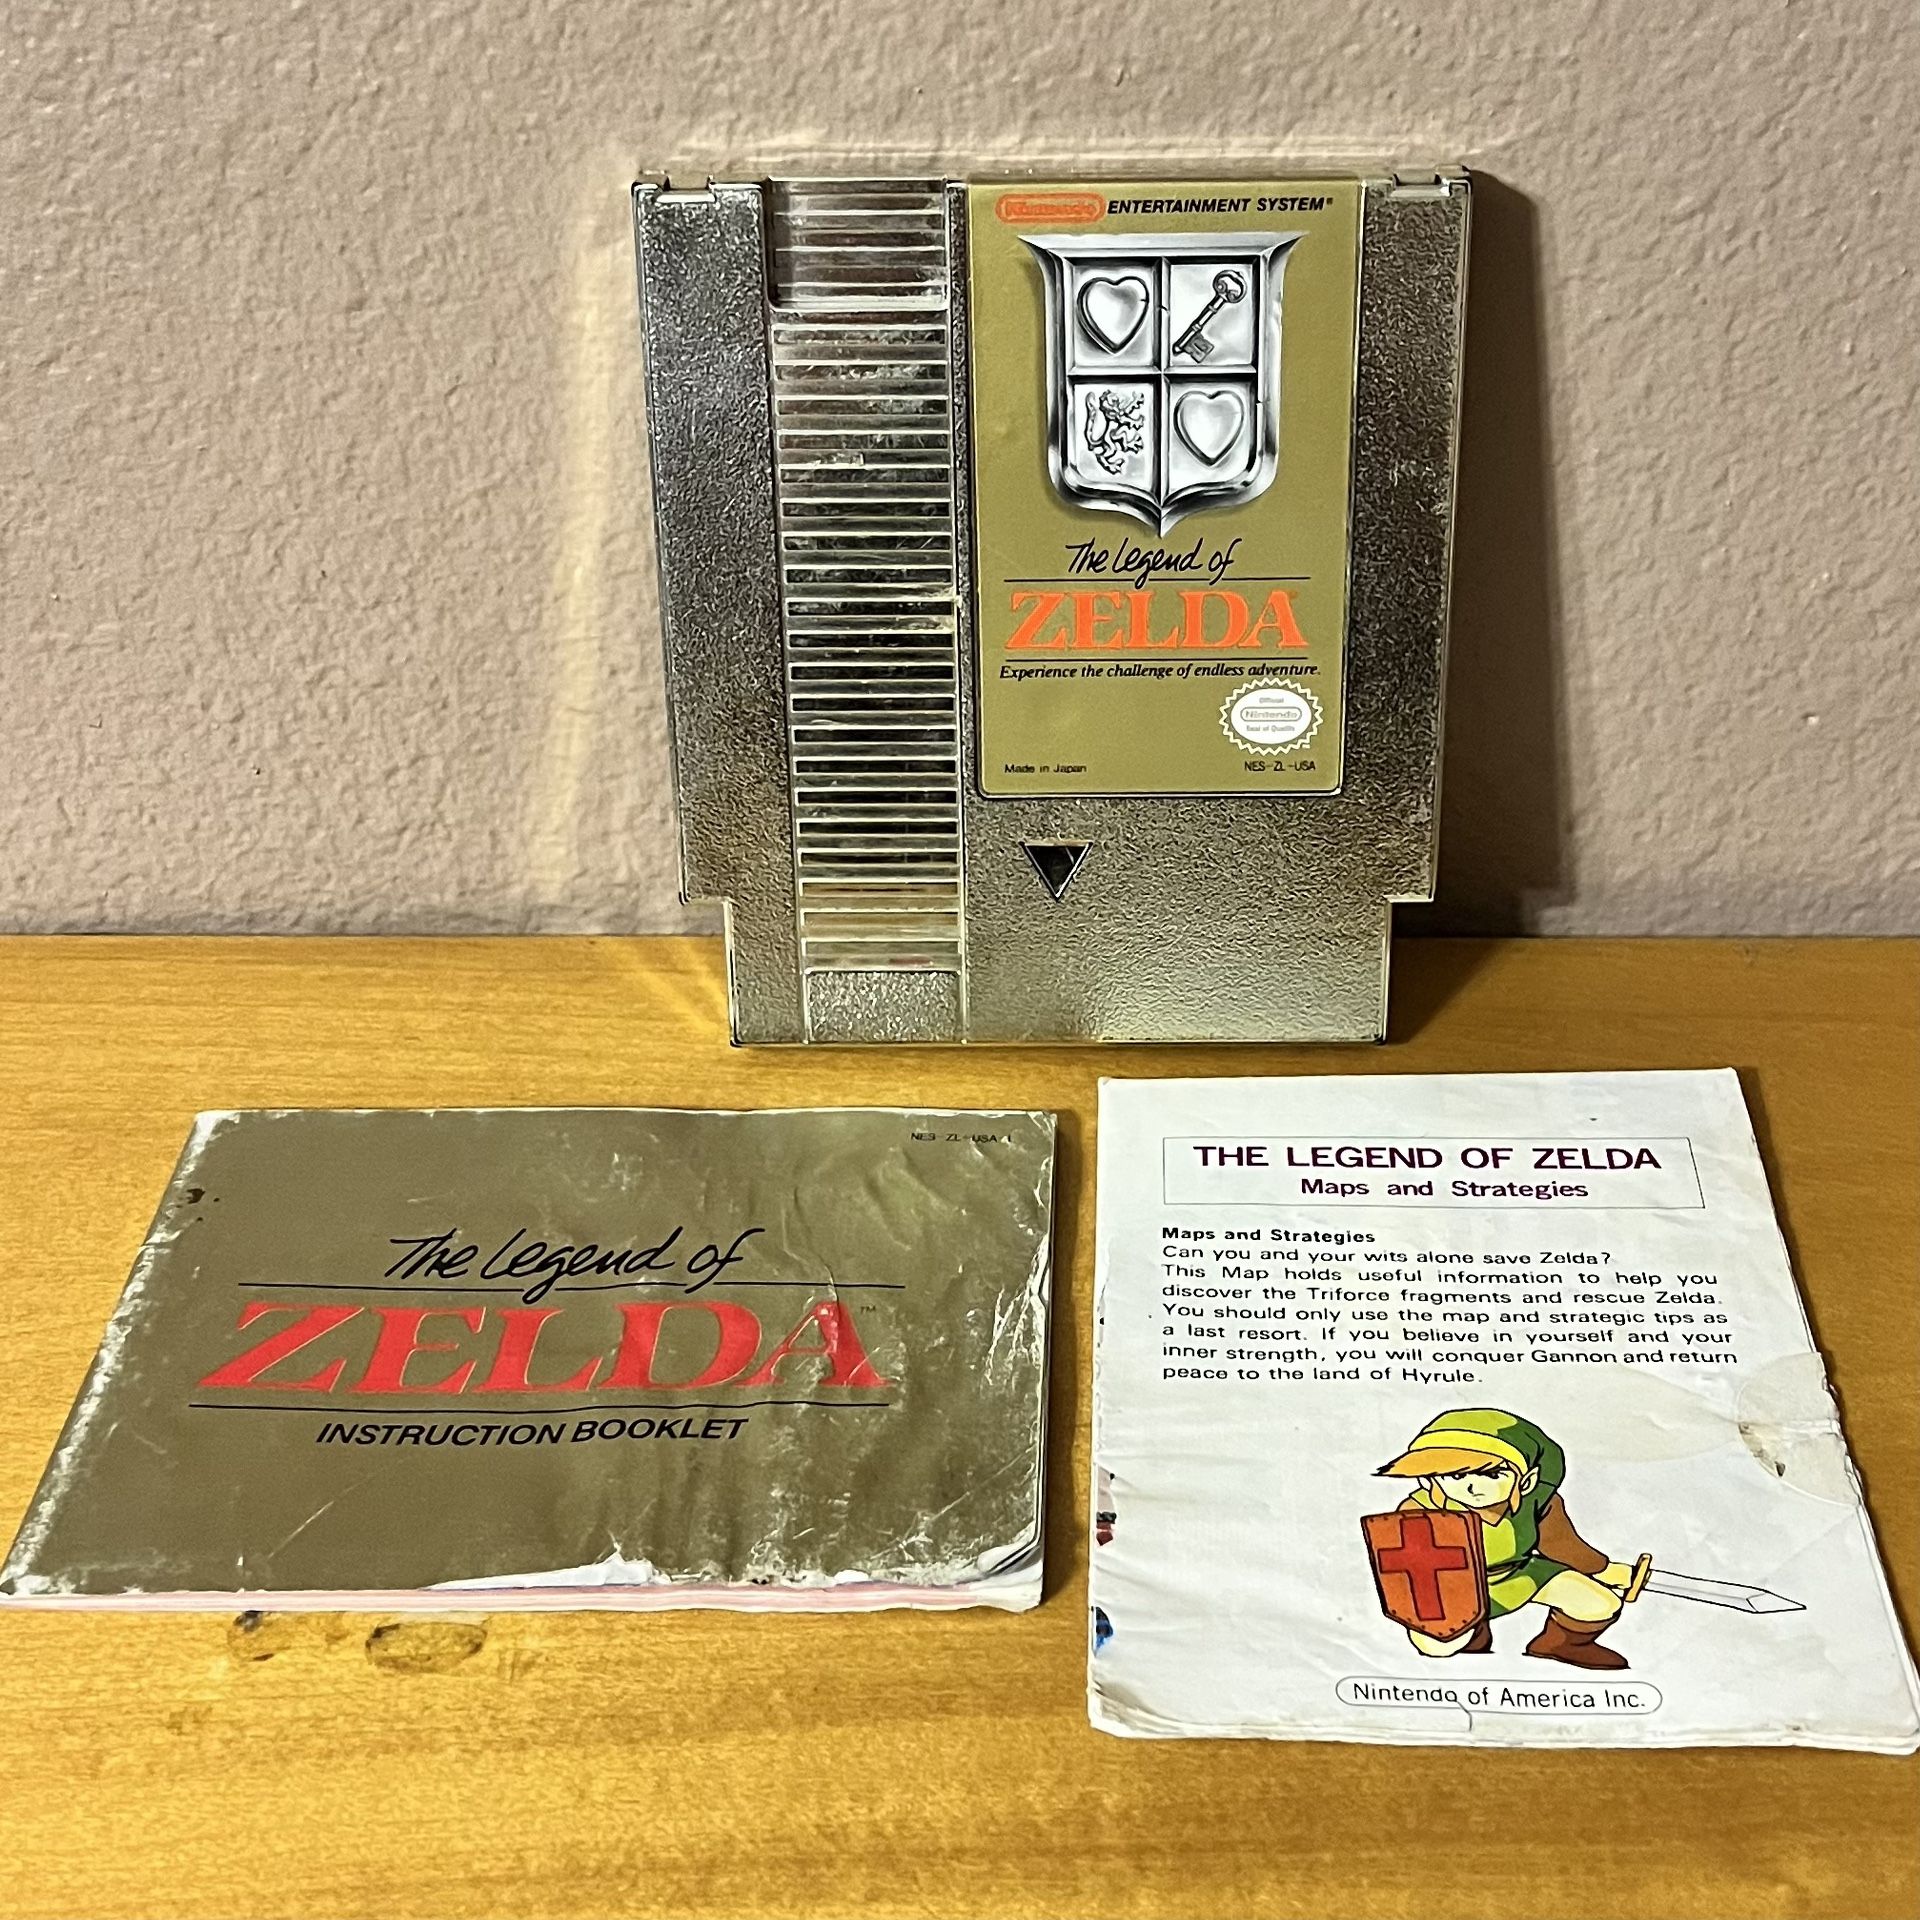 Nintendo ENTERTAINMENT SYSTEM®
The Legend of
ZELDA
Experience the challenge of endless adventure.
Official
Nintendo
Seal of Quality
Made in Japan
NES-ZL-USA
NES-ZL-USA
The Legend of
ZELDA™
INSTRUCTION BOOKLET
THE LEGEND OF ZELDA
Maps and Strategies
Maps and Strategies
Can you and your wits alone save Zelda?
This Map holds useful information to help you
discover the Triforce fragments and rescue Zelda.
You should only use the map and strategic tips as
a last resort. If you believe in yourself and your
inner strength, you will conquer Gannon and return
peace to the land of Hyrule.
Nintendo of America Inc.